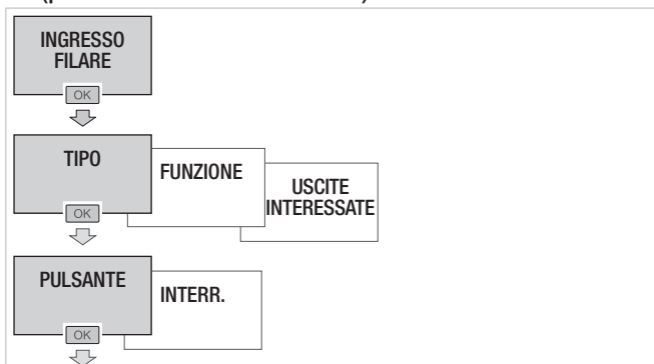 INGRESSO
FILARE
OK
TIPO
FUNZIONE
USCITE
INTERESSATE
OK
PULSANTE
INTERR.
OK